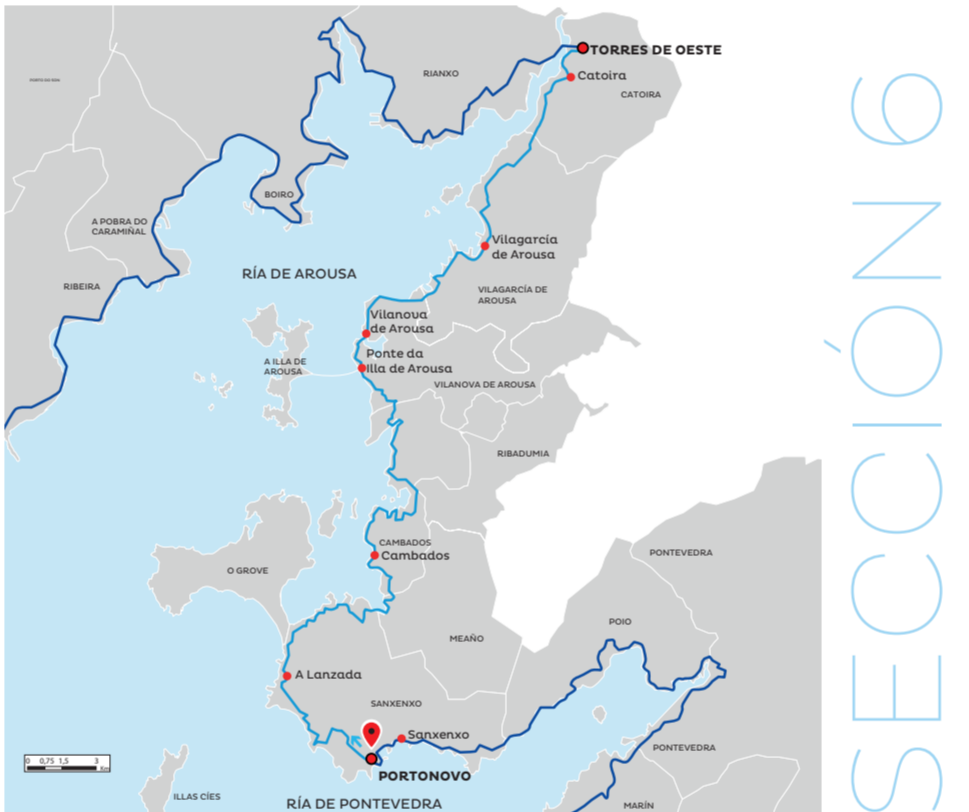 TORRES DE OESTE
Catoira
RIANXO
CATOIRA
BOIRO
A POBRA DO
CARAMIÑAL
Vilagarcía
de Arousa
RÍA DE AROUSA
RIBEIRA
VILAGARCÍA DE
AROUSA
Vilanova
de Arousa
Ponte da
Illa de Arousa
A ILLA DE
AROUSA
VILANOVA DE AROUSA
RIBADUMIA
CAMBADOS
Cambados
PONTEVEDRA
O GROVE
POIO
MEAÑO
A Lanzada
SANXENXO
Sanxenxo
PONTEVEDRA
0 0,75 1,5 3
Km
PORTONOVO
ILLAS CÍES
RÍA DE PONTEVEDRA
MARÍN
SECCIÓN 6